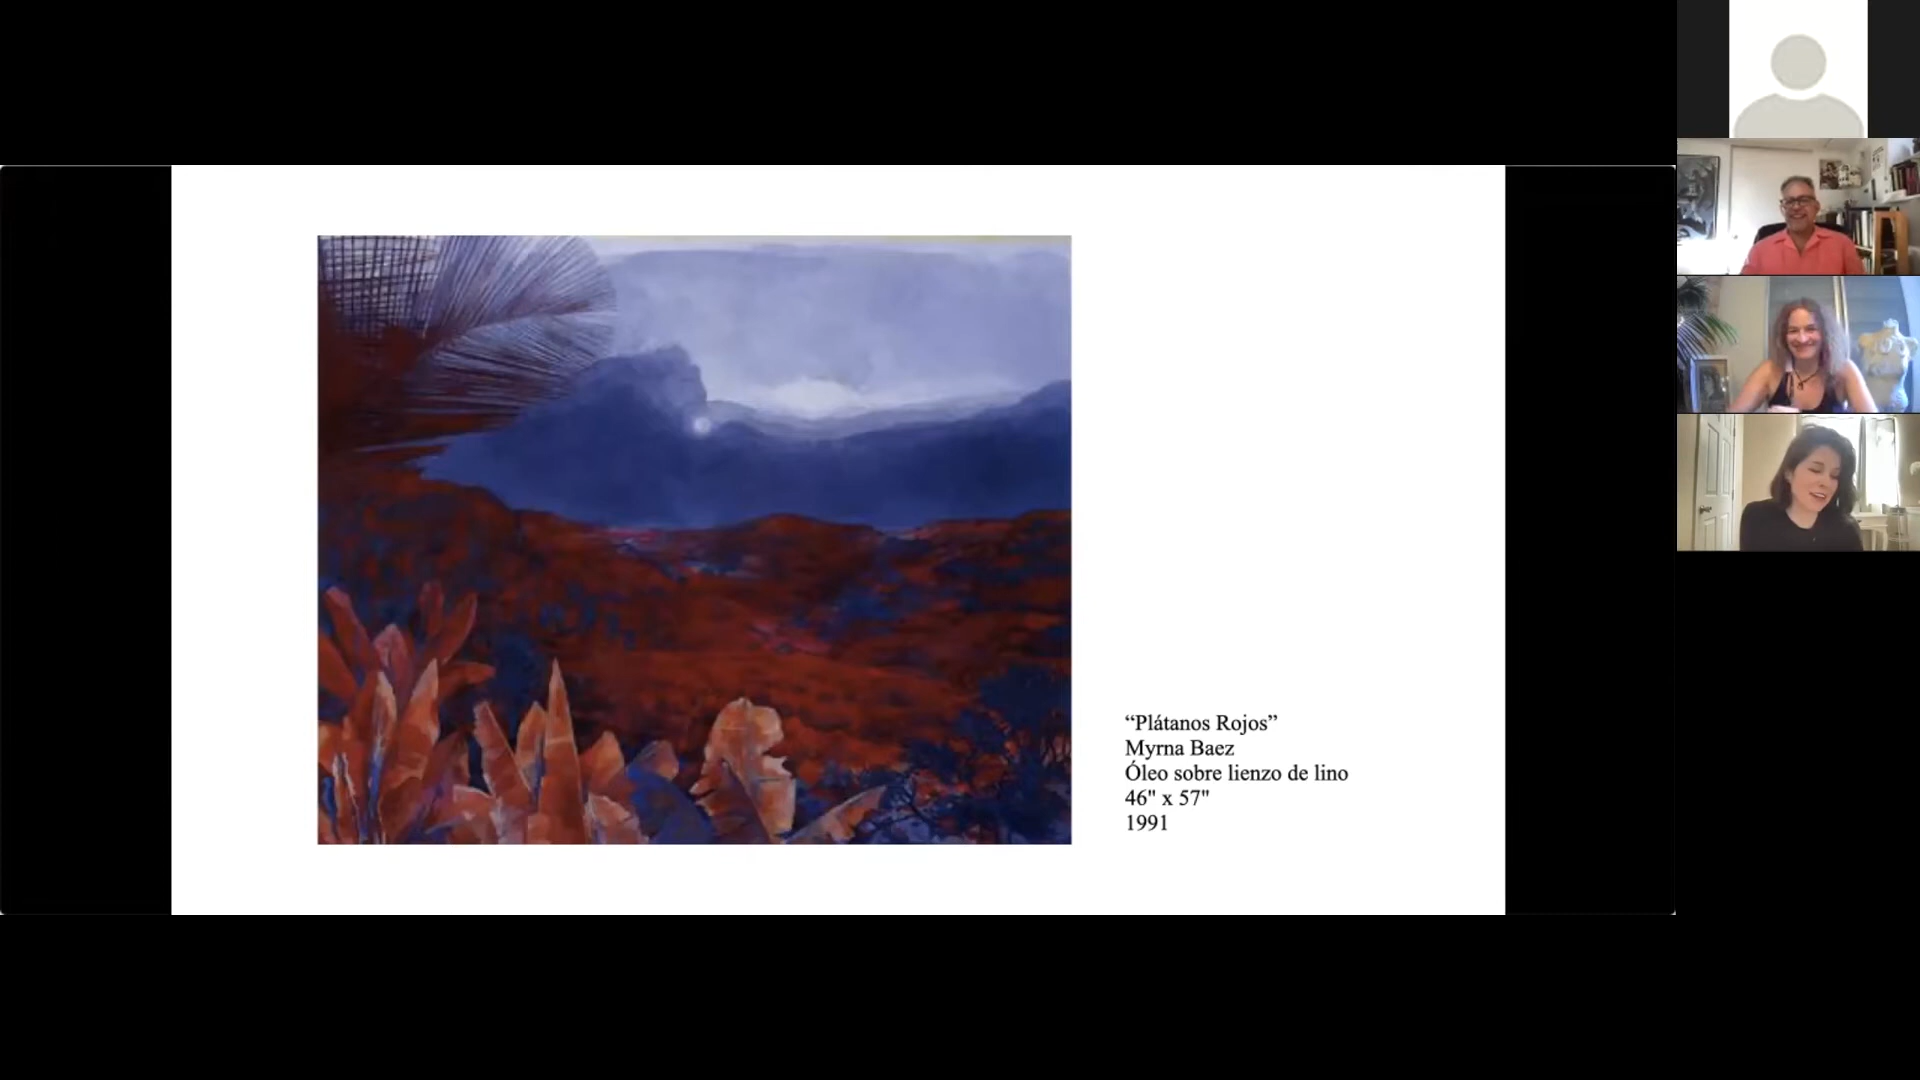 “Plátanos Rojos”
Myrna Baez
Óleo sobre lienzo de lino
46" x 57"
1991